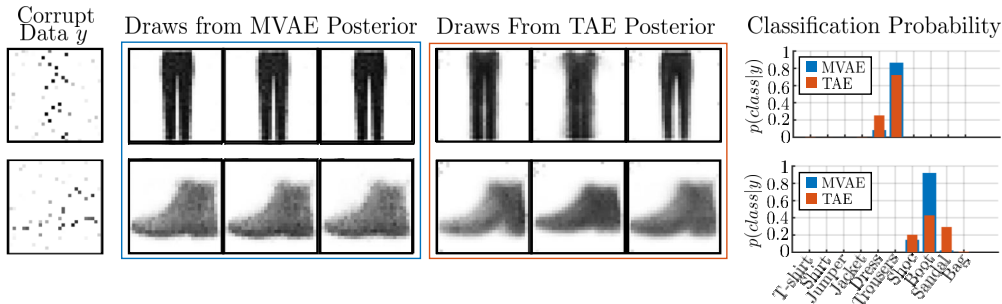 Corrupt
Data y
Draws from MVAE Posterior
Draws From TAE Posterior
Classification Probability
p(class|y)
1
0.8
0.6
0.4
0.2
0
MVAE
TAE
p(class|y)
1
0.8
0.6
0.4
0.2
0
MVAE
TAE
T-shirt
Shirt
Jumper
Jacket
Dress
Trousers
Shoe
Boot
Sandal
Bag